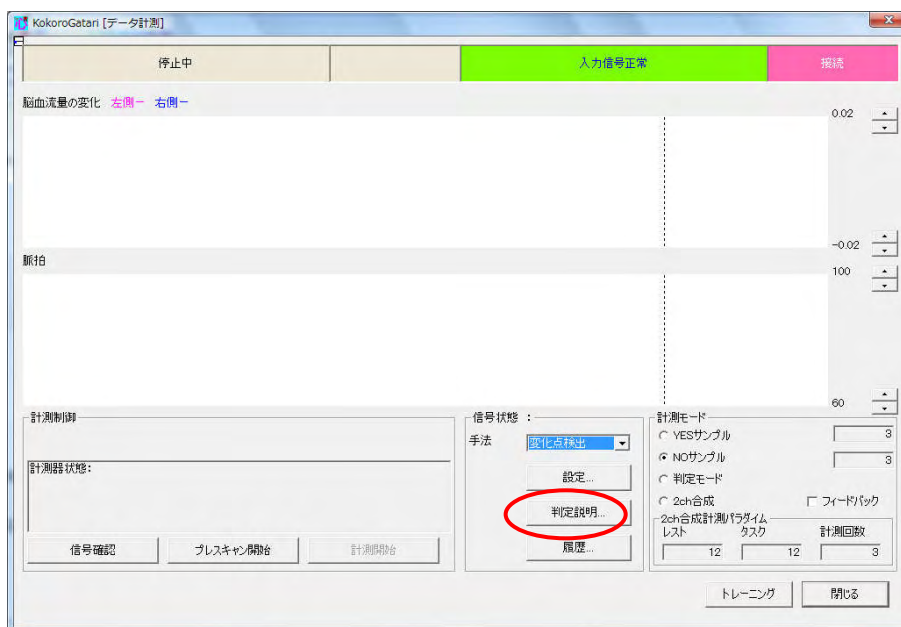 KokoroGatari [データ計測]
停止中 入力信号正常 接続
脳血流量の変化 左側ー 右側ー
0.02
-0.02
脈拍
100
60
計測制御
計測器状態:
信号確認 プレスキャン開始 計測開始
信号状態 :
手法 変化点検出
設定...
判定説明...
履歴...
計測モード
YESサンプル 3
NOサンプル 3
判定モード
2ch合成 フィードバック
2ch合成計測パラダイム
レスト タスク 計測回数
12 12 3
トレーニング 閉じる